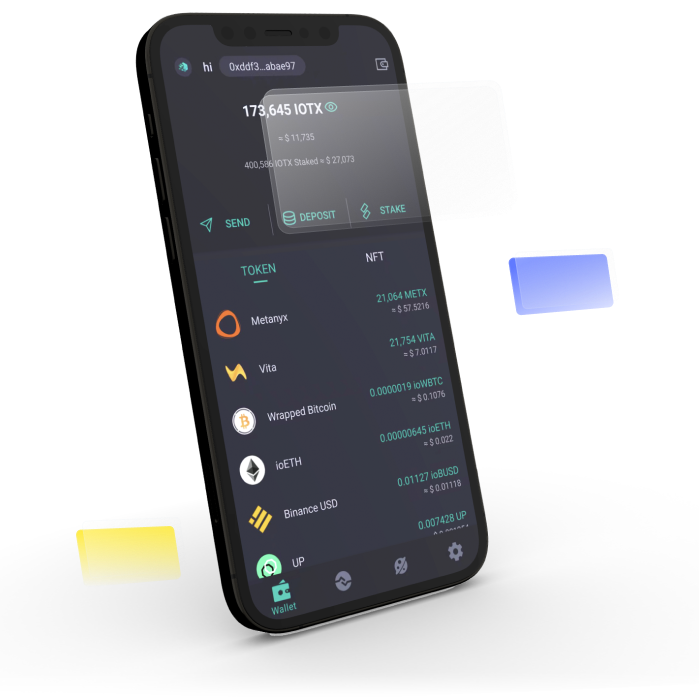 hi 0xddf3...abae97
173,645 IOTX
≈ $ 11,735
400,586 IOTX Staked ≈ $ 27,073
SEND DEPOSIT STAKE
TOKEN NFT
Metanyx 21,064 METX
≈ $ 57.5216
Vita 21,754 VITA
≈ $ 7.0117
Wrapped Bitcoin 0.0000019 ioWBTC
≈ $ 0.1076
ioETH 0.00000645 ioETH
≈ $ 0.022
Binance USD 0.01127 ioBUSD
≈ $ 0.01118
UP 0.007428 UP
Wallet